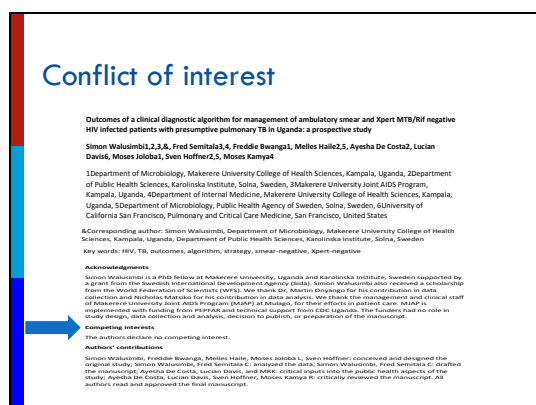 Conflict of interest
Outcomes of a clinical diagnostic algorithm for management of ambulatory smear and Xpert MTB/Rif negative
HIV infected patients with presumptive pulmonary TB in Uganda: a prospective study
Simon Walusimbi1,2,3,&, Fred Semitala3,4, Freddie Bwanga1, Melles Haile2,5, Ayesha De Costa2, Lucian
Davis6, Moses Joloba1, Sven Hoffner2,5, Moses Kamya4
1Department of Microbiology, Makerere University College of Health Sciences, Kampala, Uganda, 2Department
of Public Health Sciences, Karolinska Institute, Solna, Sweden, 3Makerere University Joint AIDS Program,
Kampala, Uganda, 4Department of Internal Medicine, Makerere University College of Health Sciences, Kampala,
Uganda, 5Department of Microbiology, Public Health Agency of Sweden, Solna, Sweden, 6University of
California San Francisco, Pulmonary and Critical Care Medicine, San Francisco, United States
&Corresponding author: Simon Walusimbi, Department of Microbiology, Makerere University College of Health
Sciences, Kampala, Uganda, Department of Public Health Sciences, Karolinska Institute, Solna, Sweden
Key words: HIV, TB, outcomes, algorithm, strategy, smear-negative, Xpert-negative
Acknowledgments
Simon Walusimbi is a PhD fellow at Makerere University, Uganda and Karolinska Institute, Sweden supported by
a grant from the Swedish International Development Agency (Sida). Simon Walusimbi also received a scholarship
from the World Federation of Scientists (WFS). We thank Dr, Martin Onyango for his contribution in data
collection and Nicholas Matsiko for his contribution in data analysis. We thank the management and clinical staff
of Makerere University Joint AIDS Program (MJAP) at Mulago, for their efforts in patient care. MJAP is
implemented with funding from PEPFAR and technical support from CDC Uganda. The funders had no role in
study design, data collection and analysis, decision to publish, or preparation of the manuscript.
Competing interests
The authors declare no competing interest.
Authors' contributions
Simon Walusimbi, Freddie Bwanga, Melles Haile, Moses Joloba L, Sven Hoffner: conceived and designed the
original study; Simon Walusimbi, Fred Semitala C: analyzed the data; Simon Walusimbi, Fred Semitala C: drafted
the manuscript; Ayesha De Costa, Lucian Davis, and MRK: critical inputs into the public health aspects of the
study; Ayesha De Costa, Lucian Davis, Sven Hoffner, Moses Kamya R: critically reviewed the manuscript. All
authors read and approved the final manuscript.